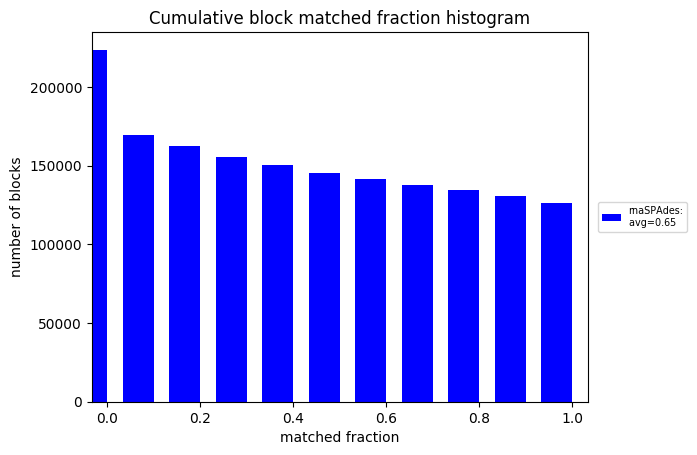 Cumulative block matched fraction histogram
number of blocks
200000
150000
100000
50000
0
0.0 0.2 0.4 0.6 0.8 1.0
matched fraction
rnaSPAdes:
avg=0.65